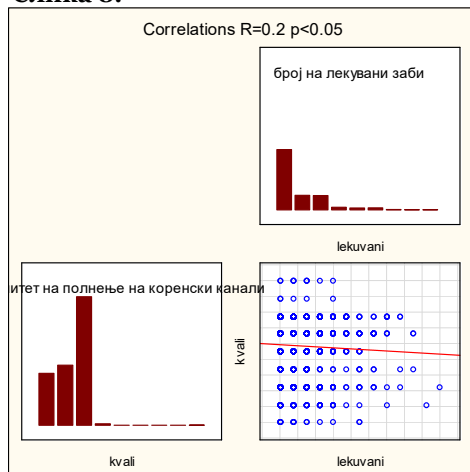 Correlations R=0.2 p<0.05
број на лекувани заби
lekuvani
итет на полнење на коренски канали
kvali
kvali
lekuvani